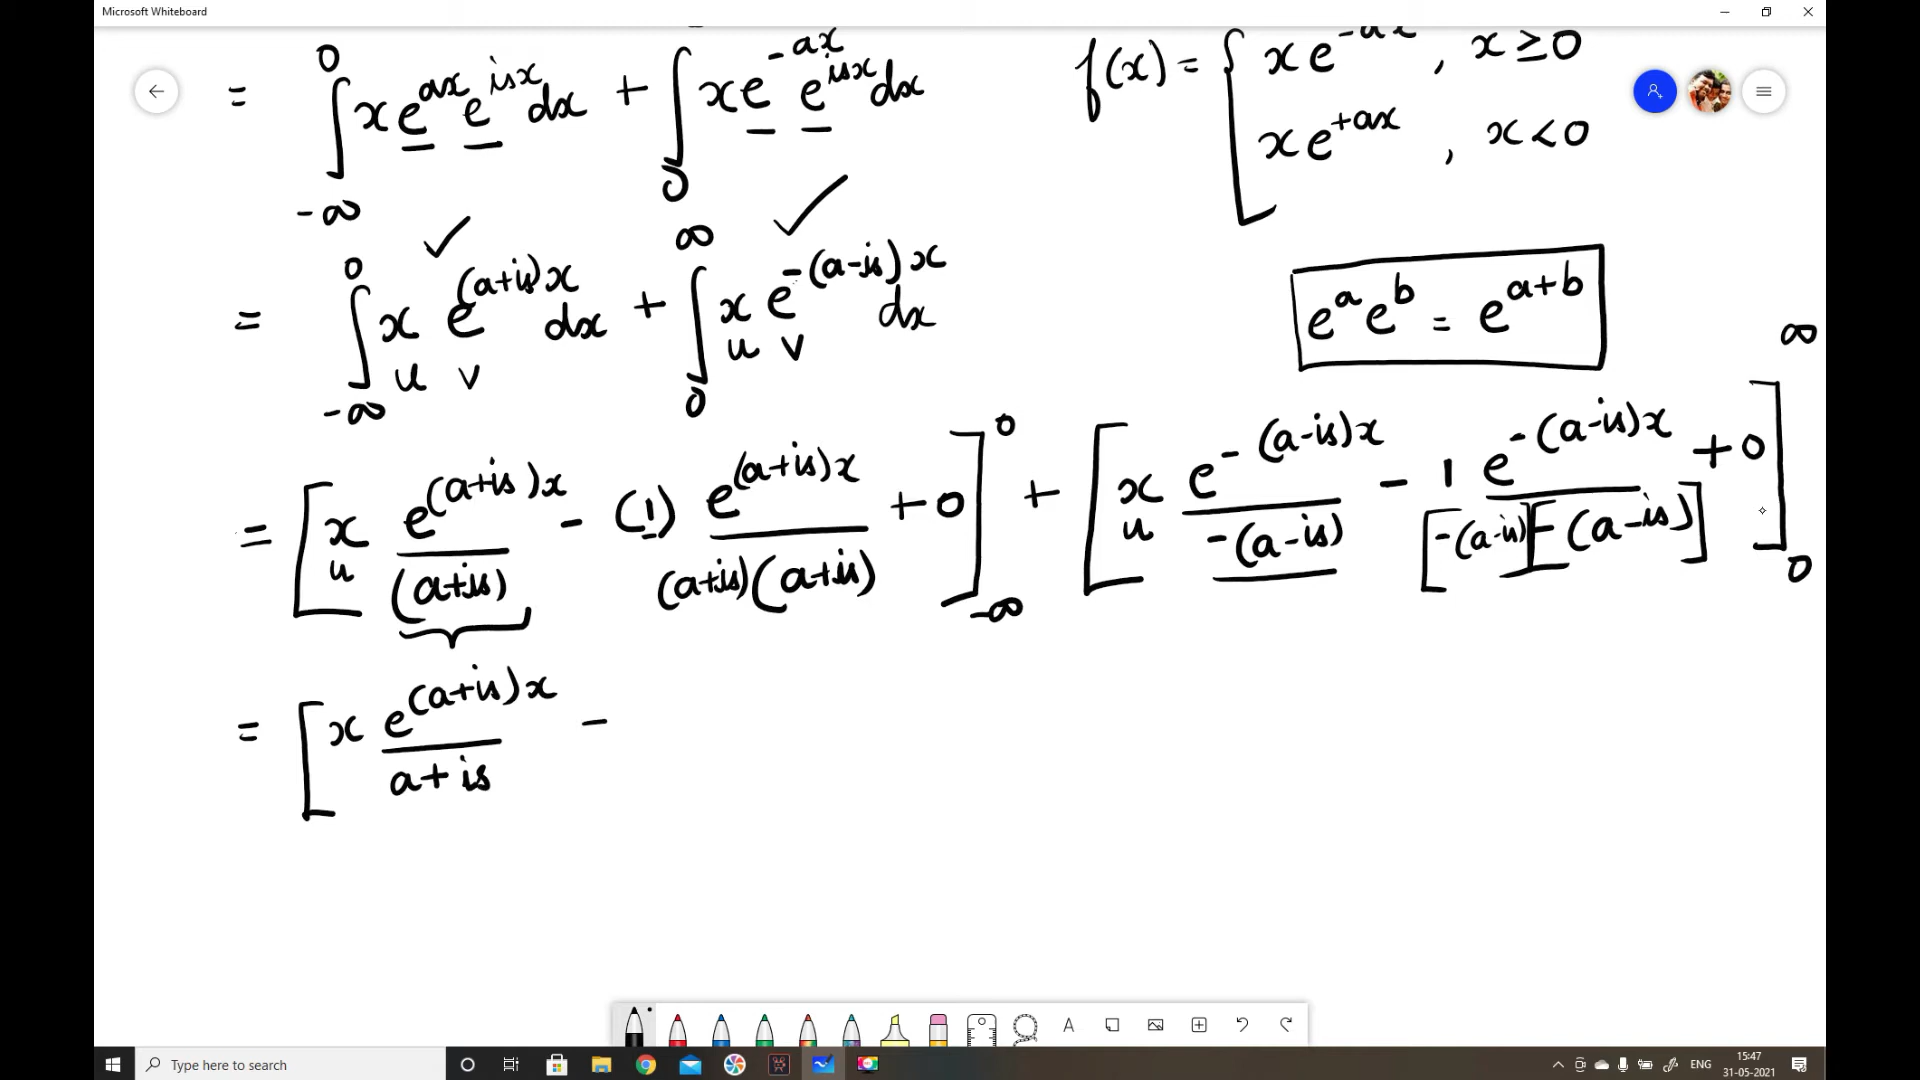 Microsoft Whiteboard
= ∫_{-∞}^{0} x e^{ax} e^{isx} dx + ∫_{0} x e^{-ax} e^{isx} dx
f(x) = { x e^{-ax} , x ≥ 0
x e^{+ax} , x < 0
= ∫_{-∞}^{0} x e^{(a+is)x} dx + ∫_{0}^{∞} x e^{-(a-is)x} dx
u v u v
e^a e^b = e^{a+b}
= [ x e^{(a+is)x} / (a+is) - (1) e^{(a+is)x} / (a+is)(a+is) + 0 ]_{-∞}^{0} + [ x e^{-(a-is)x} / -(a-is) - 1 e^{-(a-is)x} / [-(a-is)][-(a-is)] + 0 ]_{0}^{∞}
u u
= [ x e^{(a+is)x} / a+is -
A
Type here to search
ENG
15:47
31-05-2021